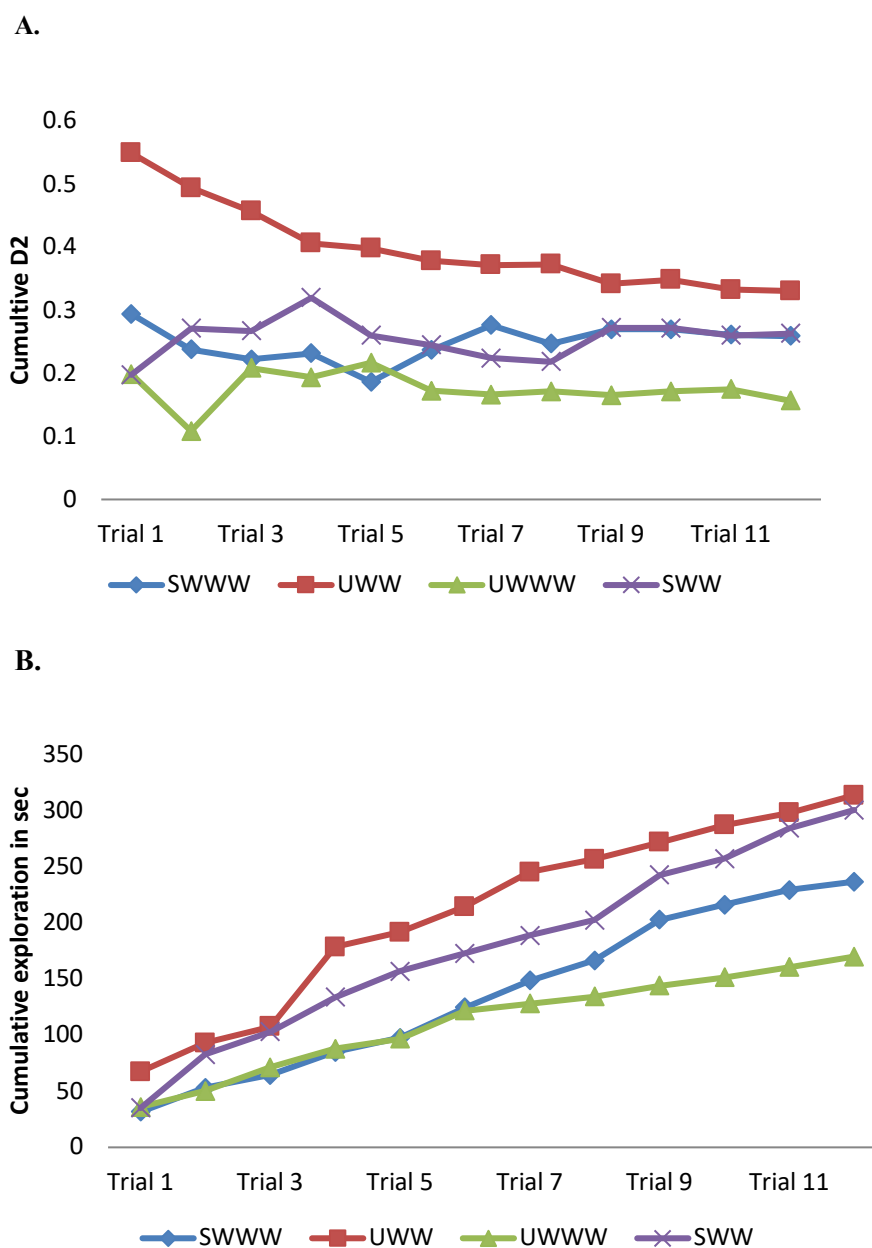 A.
Cumultive D2
0.6
0.5
0.4
0.3
0.2
0.1
0
Trial 1 Trial 3 Trial 5 Trial 7 Trial 9 Trial 11
SWWW UWW UWWW SWW
B.
Cumulative exploration in sec
350
300
250
200
150
100
50
0
Trial 1 Trial 3 Trial 5 Trial 7 Trial 9 Trial 11
SWWW UWW UWWW SWW